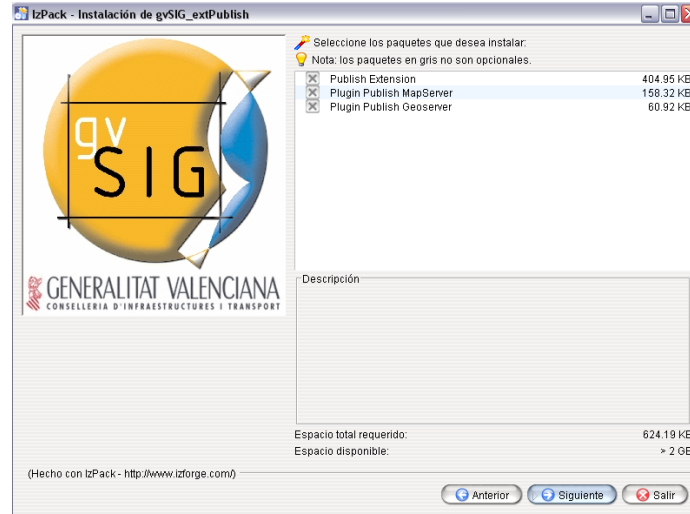 IzPack - Instalación de gvSIG_extPublish
Seleccione los paquetes que desea instalar:
Nota: los paquetes en gris no son opcionales.
Publish Extension 404.95 KB
Plugin Publish MapServer 158.32 KB
Plugin Publish Geoserver 60.92 KB
gv
SIG
GENERALITAT VALENCIANA
CONSELLERIA D'INFRAESTRUCTURES I TRANSPORT
Descripción
Espacio total requerido: 624.19 KB
Espacio disponible: > 2 GB
(Hecho con IzPack - http://www.izforge.com/)
Anterior Siguiente Salir